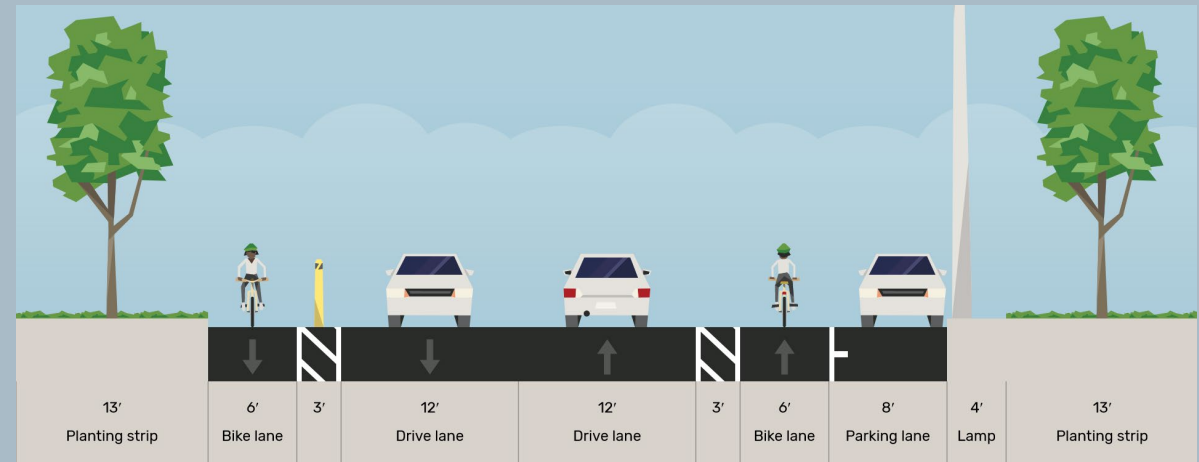 13′ 6′ 3′ 12′ 12′ 3′ 6′ 8′ 4′ 13′
Planting strip Bike lane Drive lane Drive lane Bike lane Parking lane Lamp Planting strip